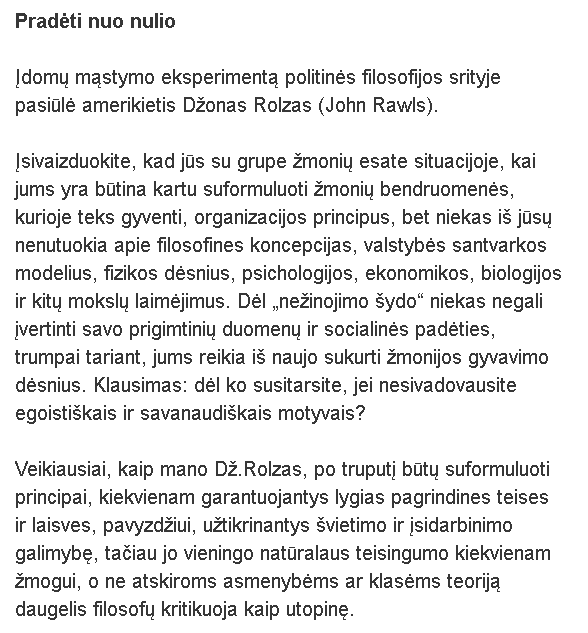 Pradėti nuo nulio
Įdomų mąstymo eksperimentą politinės filosofijos srityje
pasiūlė amerikietis Džonas Rolzas (John Rawls).
Įsivaizduokite, kad jūs su grupe žmonių esate situacijoje, kai
jums yra būtina kartu suformuluoti žmonių bendruomenės,
kurioje teks gyventi, organizacijos principus, bet niekas iš jūsų
nenutuokia apie filosofines koncepcijas, valstybės santvarkos
modelius, fizikos dėsnius, psichologijos, ekonomikos, biologijos
ir kitų mokslų laimėjimus. Dėl „nežinojimo šydo“ niekas negali
įvertinti savo prigimtinių duomenų ir socialinės padėties,
trumpai tariant, jums reikia iš naujo sukurti žmonijos gyvavimo
dėsnius. Klausimas: dėl ko susitarsite, jei nesivadovausite
egoistiškais ir savanaudiškais motyvais?
Veikiausiai, kaip mano Dž.Rolzas, po truputį būtų suformuluoti
principai, kiekvienam garantuojantys lygias pagrindines teises
ir laisves, pavyzdžiui, užtikrinantys švietimo ir įsidarbinimo
galimybę, tačiau jo vieningo natūralaus teisingumo kiekvienam
žmogui, o ne atskiroms asmenybėms ar klasėms teoriją
daugelis filosofų kritikuoja kaip utopinę.